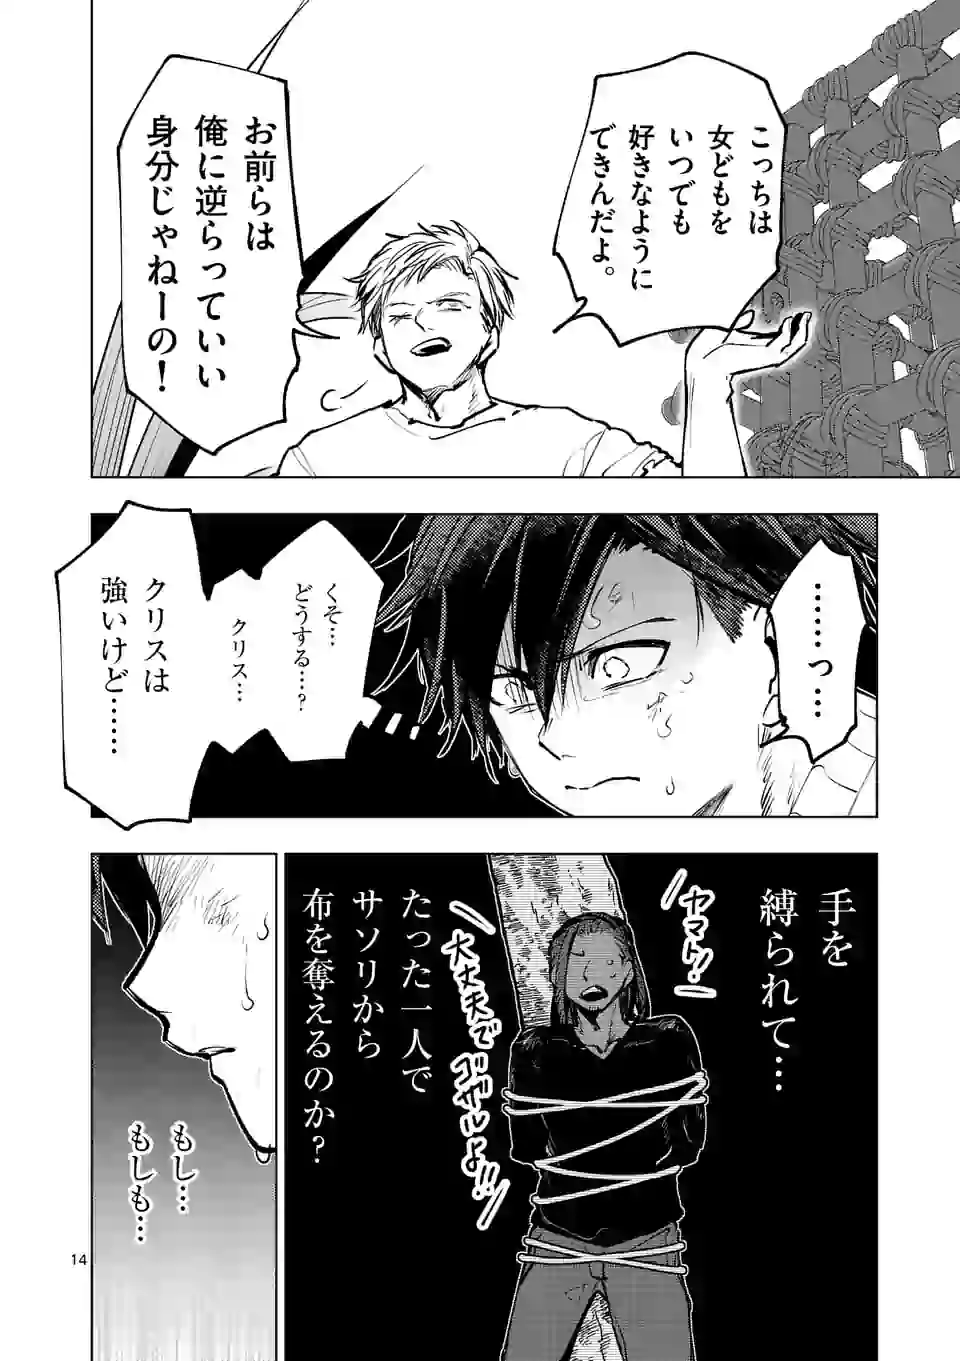 こっちは
女どもを
いつでも
好きなように
できんだよ。
お前らは
俺に逆らっていい
身分じゃねーの！
………っ…
くそ…
どうする…？
クリス…
クリスは
強いけど……
手を
縛られて…
ヤマト！
大丈夫で
ゴザルよ!!
たった一人で
サソリから
布を奪えるのか？
もし…
もしも…
14